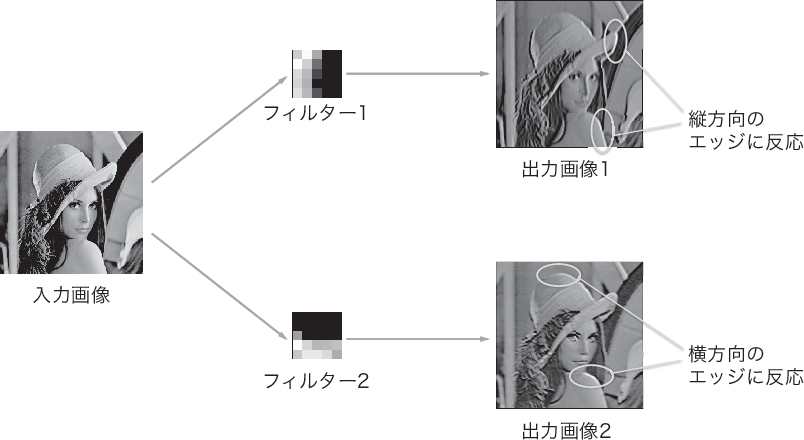 フィルター1
出力画像1
縦方向の
エッジに反応
入力画像
フィルター2
出力画像2
横方向の
エッジに反応